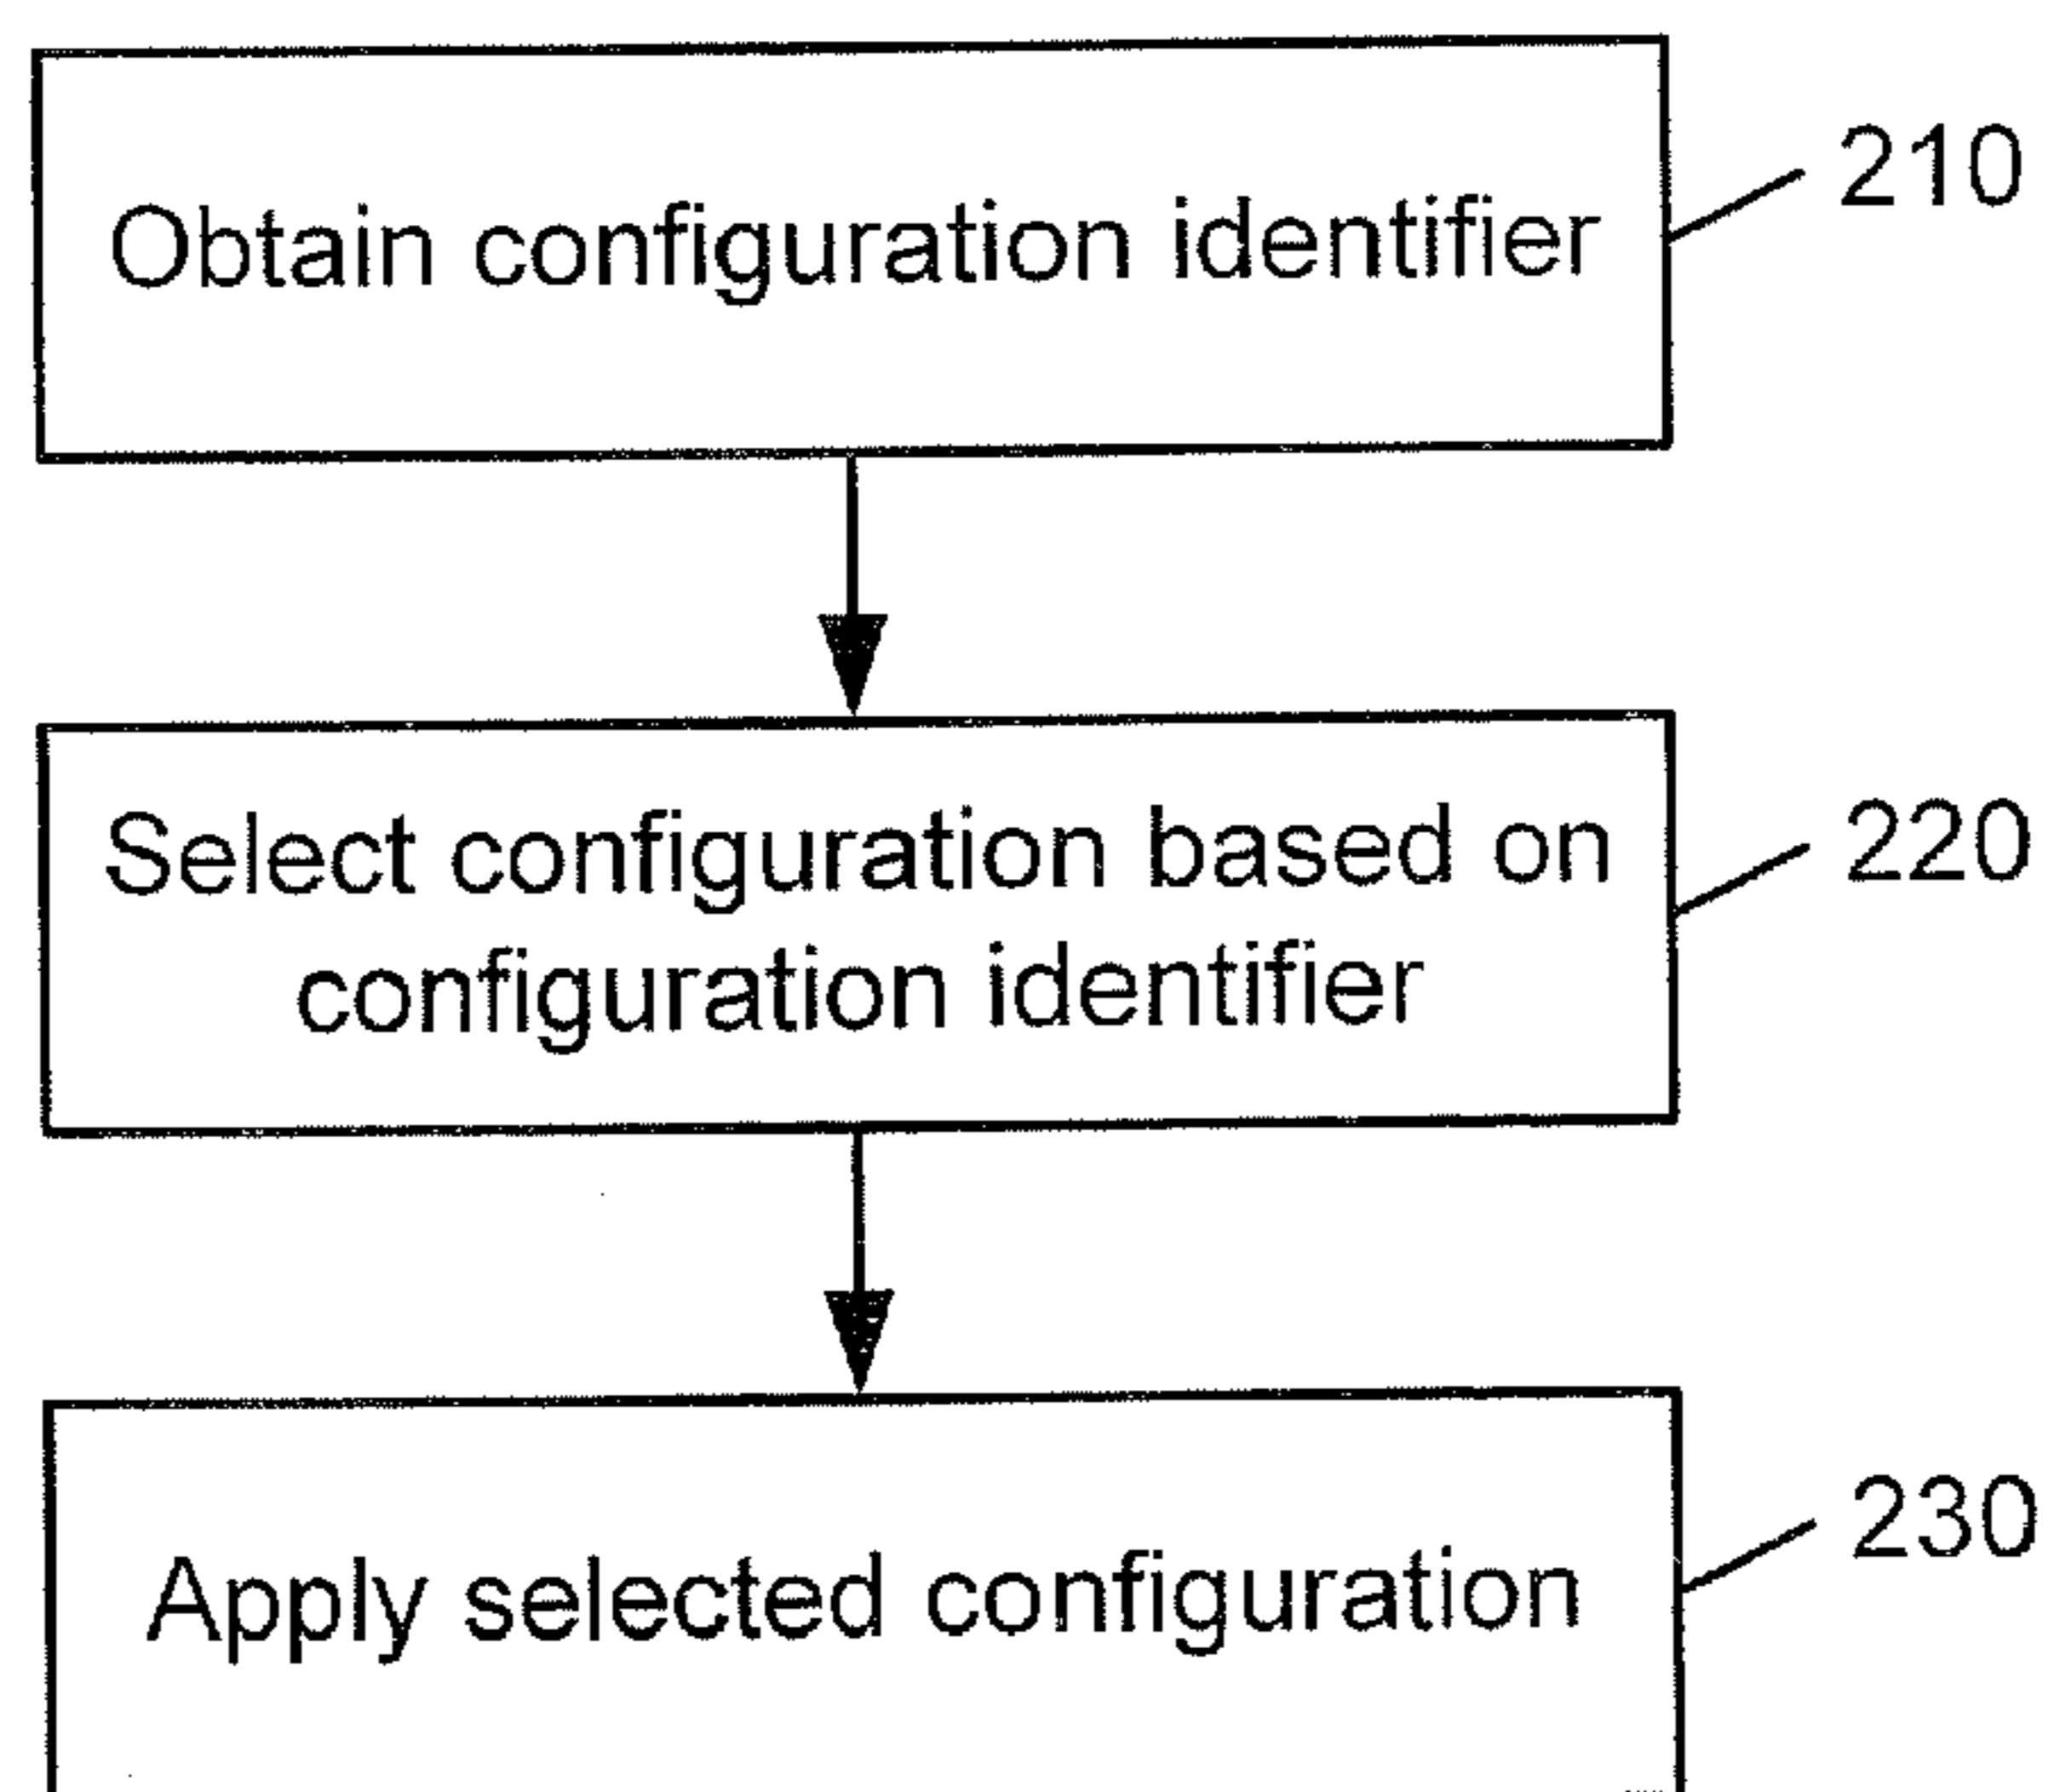 Obtain configuration identifier
210
Select configuration based on
configuration identifier
220
Apply selected configuration
230